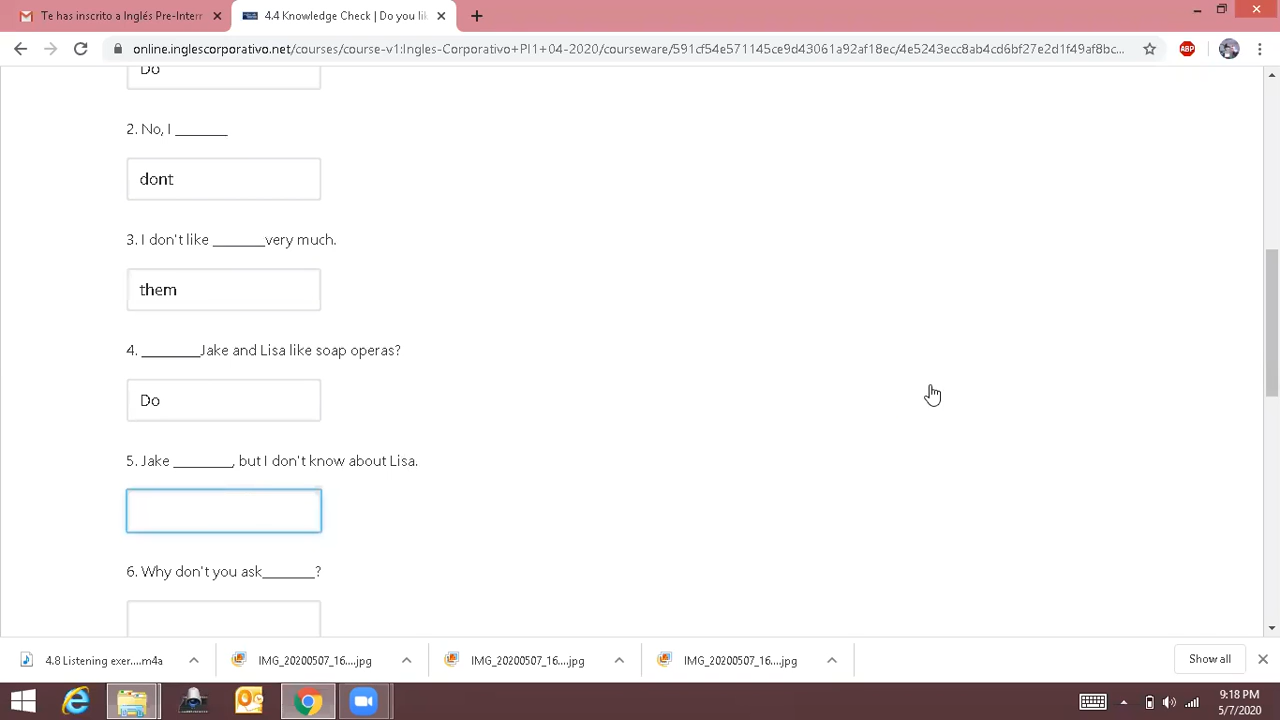 Te has inscrito a Inglés Pre-Interr
4.4 Knowledge Check | Do you lik
online.inglescorporativo.net/courses/course-v1:Ingles-Corporativo+PI1+04-2020/courseware/591cf54e571145ce9d43061a92af18ec/4e5243ecc8ab4cd6bf27e2d1f49af8bc...
ABP
Do
2. No, I _______
dont
3. I don't like _______very much.
them
4. ________Jake and Lisa like soap operas?
Do
5. Jake ________, but I don't know about Lisa.
6. Why don't you ask_______?
4.8 Listening exer....m4a
IMG_20200507_16....jpg
IMG_20200507_16....jpg
IMG_20200507_16....jpg
Show all
9:18 PM
5/7/2020